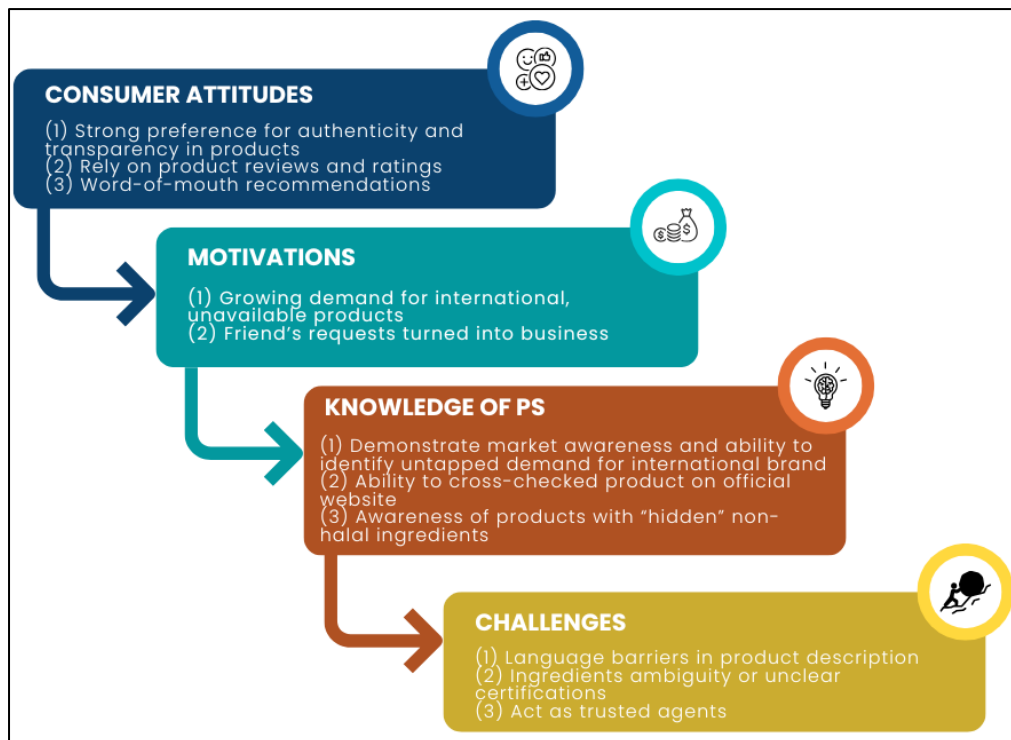 CONSUMER ATTITUDES
(1) Strong preference for authenticity and
transparency in products
(2) Rely on product reviews and ratings
(3) Word-of-mouth recommendations
MOTIVATIONS
(1) Growing demand for international,
unavailable products
(2) Friend’s requests turned into business
KNOWLEDGE OF PS
(1) Demonstrate market awareness and ability to
identify untapped demand for international brand
(2) Ability to cross-checked product on official
website
(3) Awareness of products with “hidden” non-
halal ingredients
CHALLENGES
(1) Language barriers in product description
(2) Ingredients ambiguity or unclear
certifications
(3) Act as trusted agents